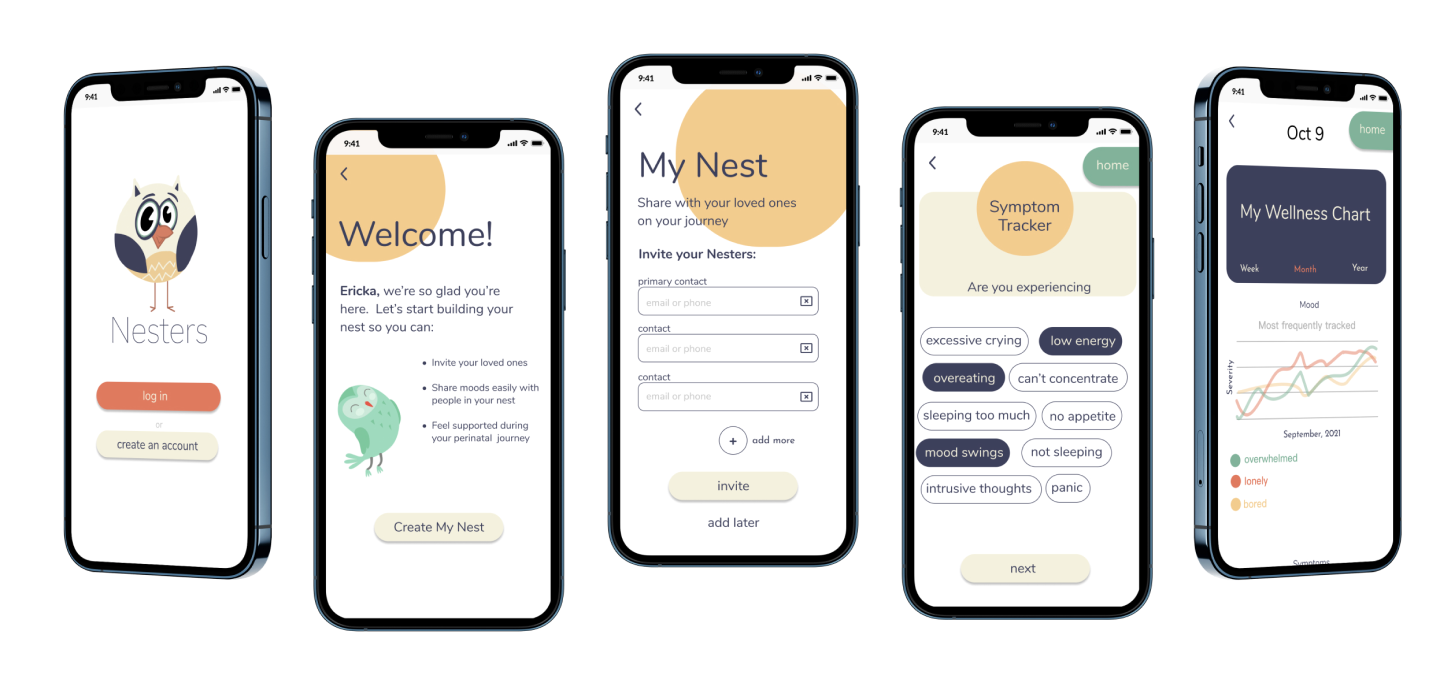 9:41
Nesters
log in
or
create an account
9:41
Welcome!
Ericka, we're so glad you're
here. Let's start building your
nest so you can:
• Invite your loved ones
• Share moods easily with
people in your nest
• Feel supported during
your perinatal journey
Create My Nest
9:41
My Nest
Share with your loved ones
on your journey
Invite your Nesters:
primary contact
email or phone
contact
email or phone
contact
email or phone
+ add more
invite
add later
9:41
home
Symptom
Tracker
Are you experiencing
excessive crying low energy
overeating can't concentrate
sleeping too much no appetite
mood swings not sleeping
intrusive thoughts panic
next
9:41
Oct 9 home
My Wellness Chart
Week Month Year
Mood
Most frequently tracked
Severity
September, 2021
overwhelmed
lonely
bored
Symptoms